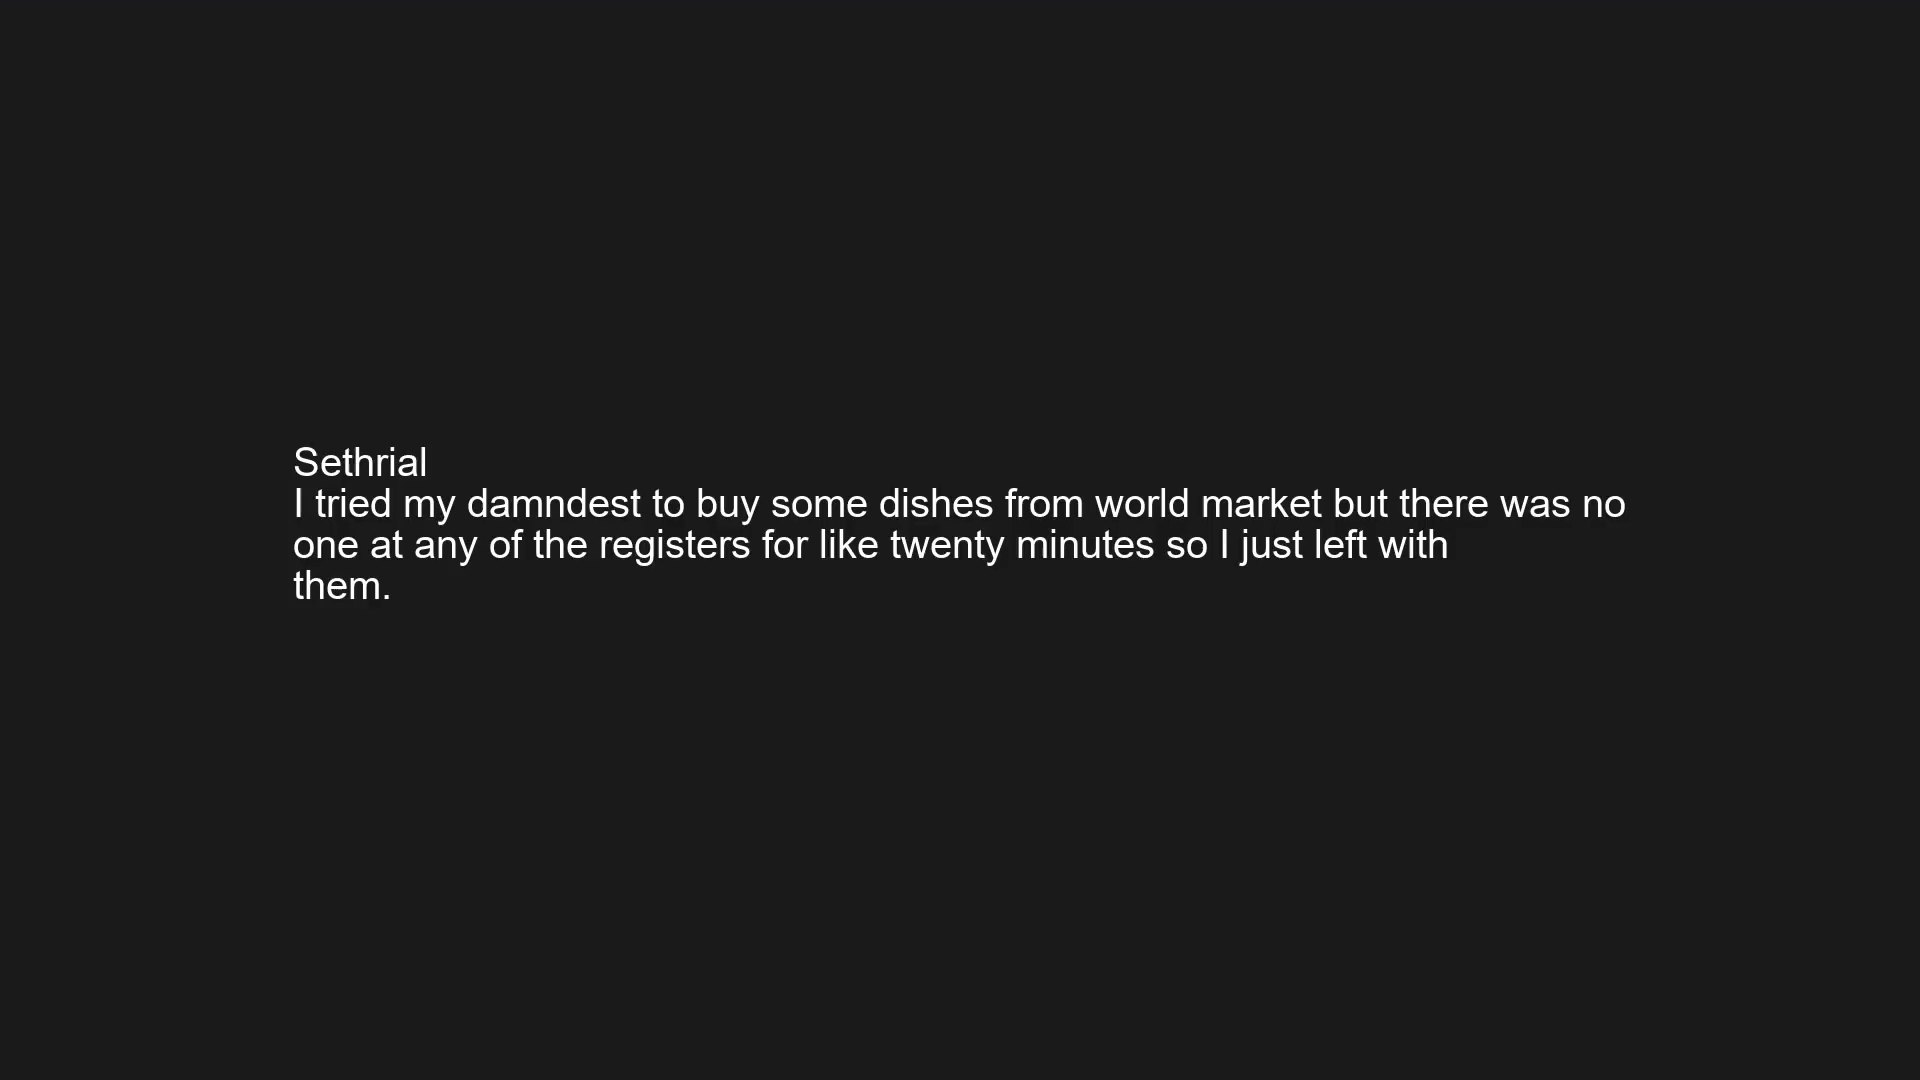 Sethrial
I tried my damndest to buy some dishes from world market but there was no
one at any of the registers for like twenty minutes so I just left with
them.